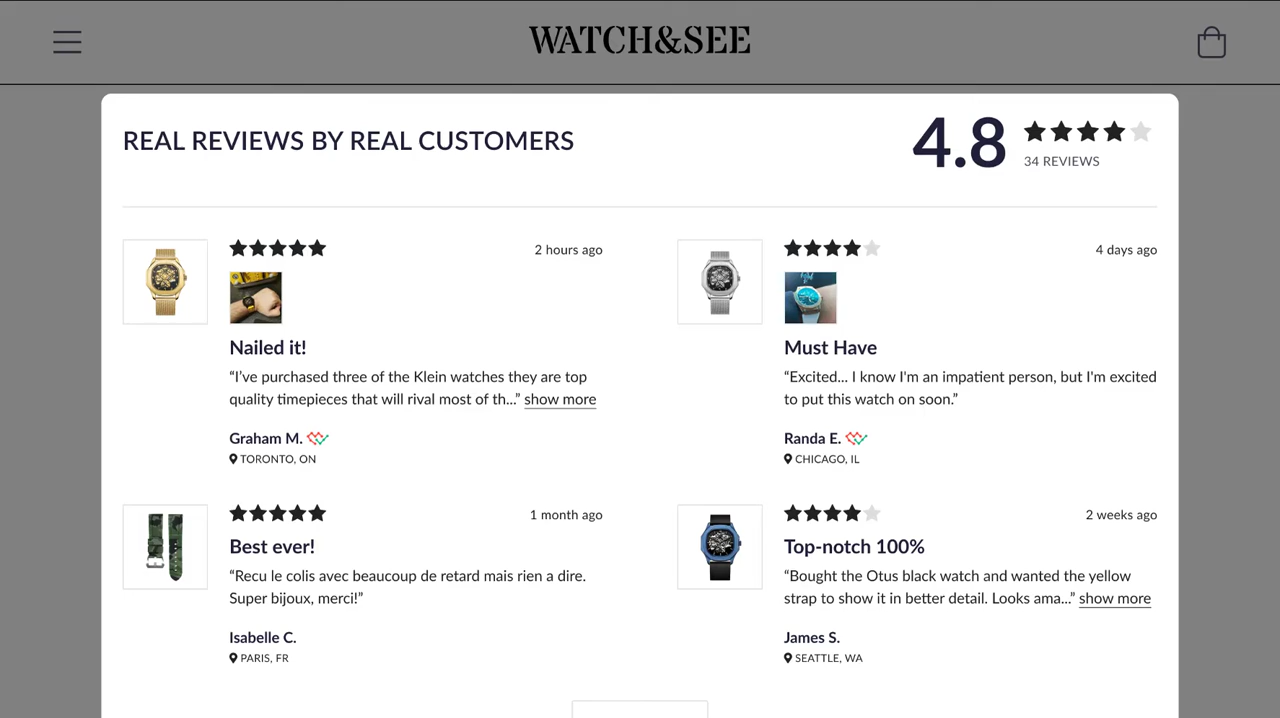 WATCH&SEE
REAL REVIEWS BY REAL CUSTOMERS
4.8
34 REVIEWS
2 hours ago
Nailed it!
“I’ve purchased three of the Klein watches they are top
quality timepieces that will rival most of th...” show more
Graham M.
TORONTO, ON
4 days ago
Must Have
“Excited... I know I'm an impatient person, but I'm excited
to put this watch on soon.”
Randa E.
CHICAGO, IL
1 month ago
Best ever!
“Recu le colis avec beaucoup de retard mais rien a dire.
Super bijoux, merci!”
Isabelle C.
PARIS, FR
2 weeks ago
Top-notch 100%
“Bought the Otus black watch and wanted the yellow
strap to show it in better detail. Looks ama...” show more
James S.
SEATTLE, WA